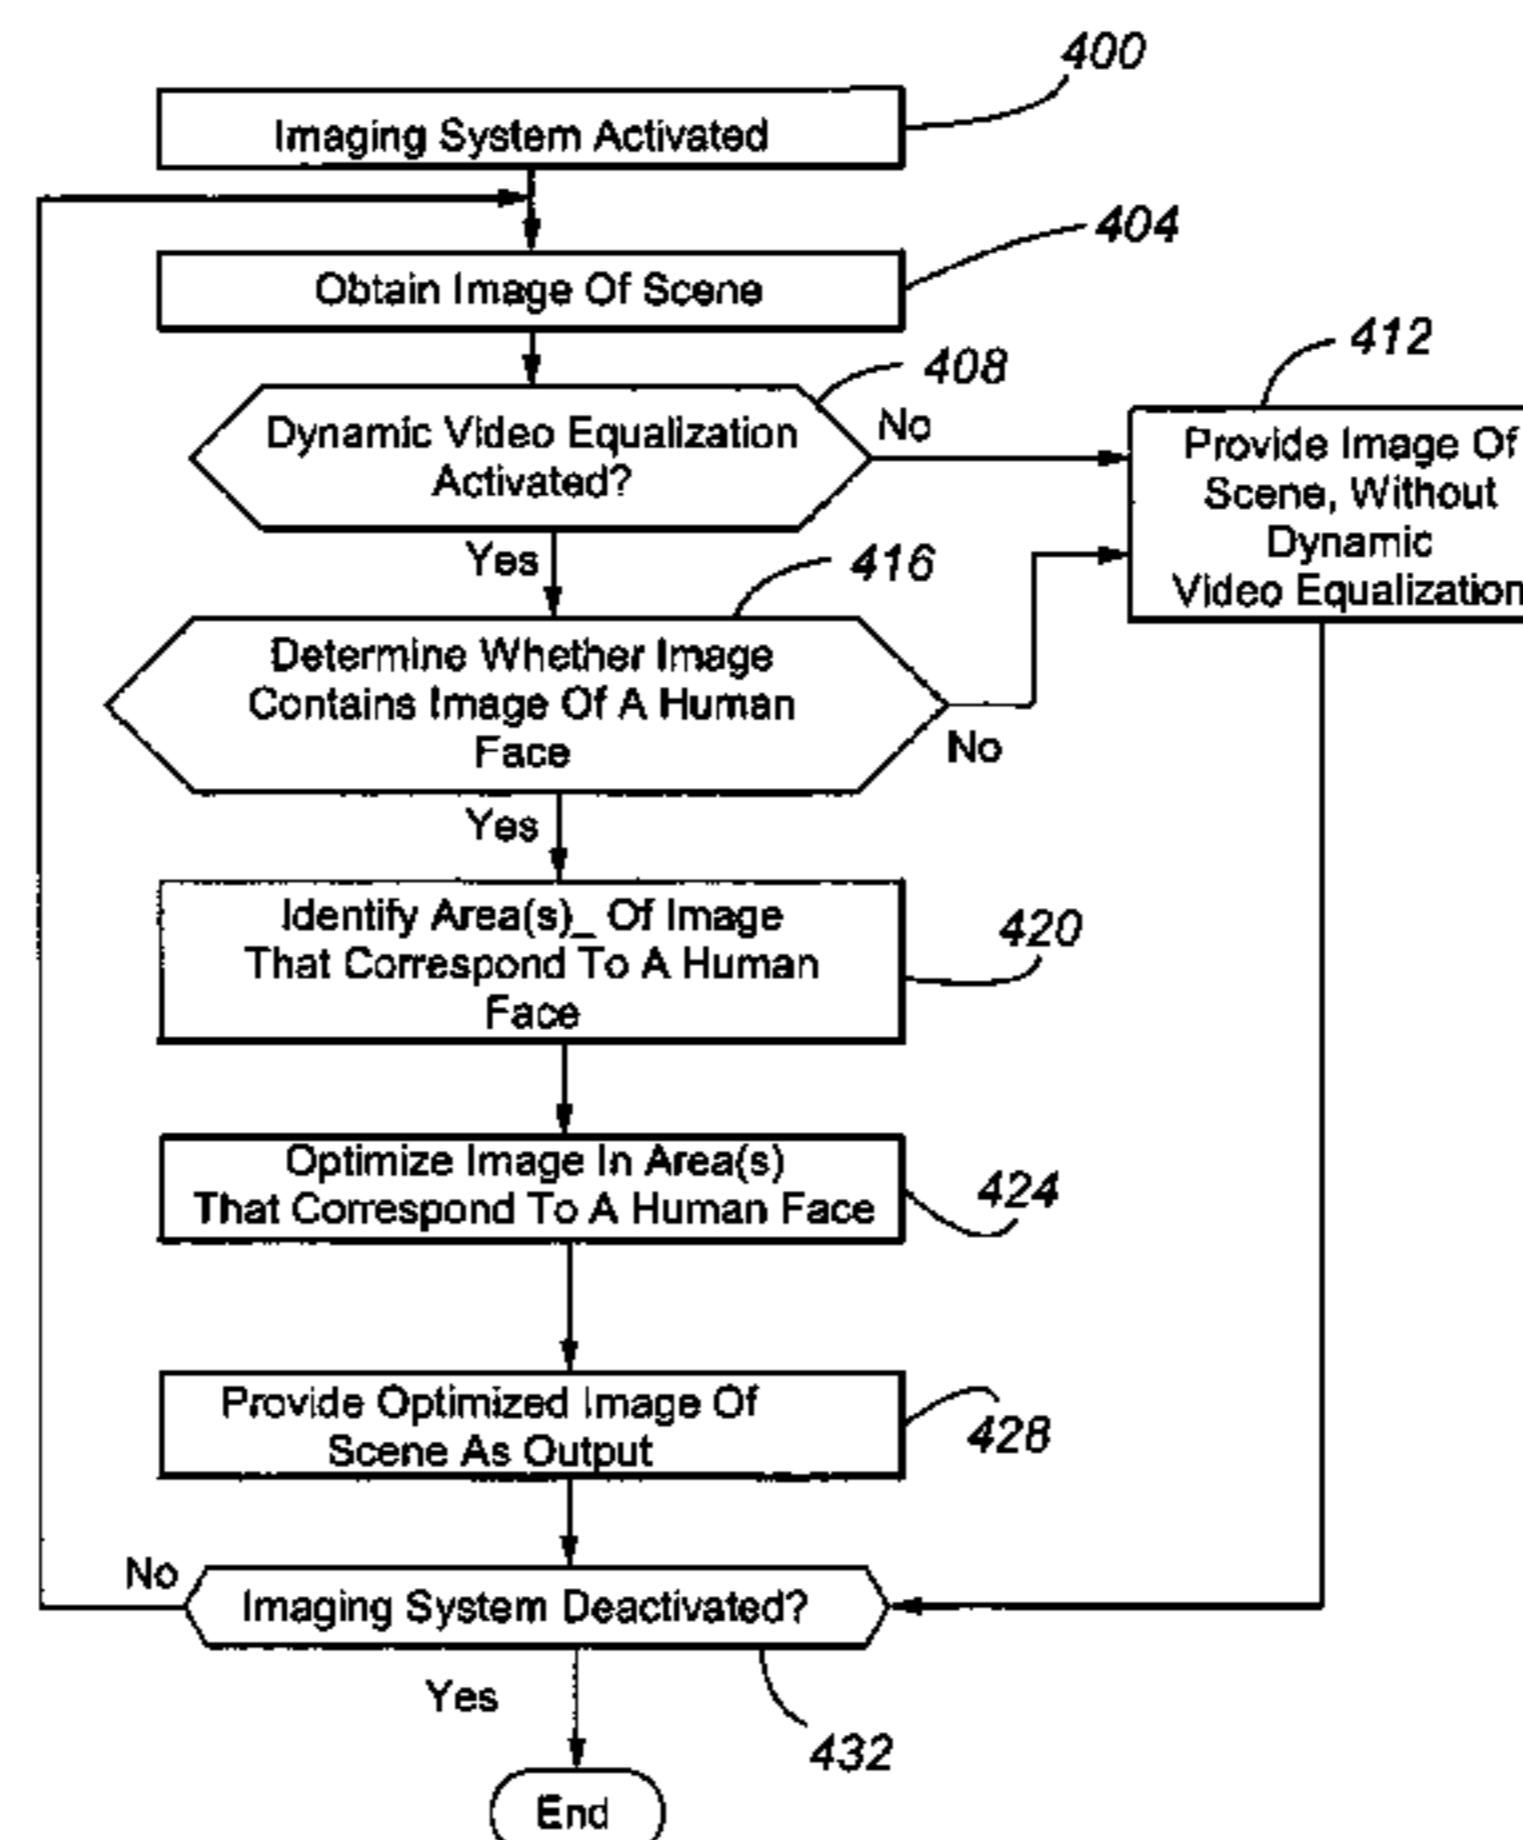 400
Imaging System Activated
404
Obtain Image Of Scene
408
412
Dynamic Video Equalization
Activated?
No
Provide Image Of
Scene, Without
Dynamic
Video Equalization
Yes
416
Determine Whether Image
Contains Image Of A Human
Face
No
Yes
Identify Area(s)_ Of Image
That Correspond To A Human
Face
420
Optimize Image In Area(s)
That Correspond To A Human Face
424
Provide Optimized Image Of
Scene As Output
428
No
Imaging System Deactivated?
Yes
432
End